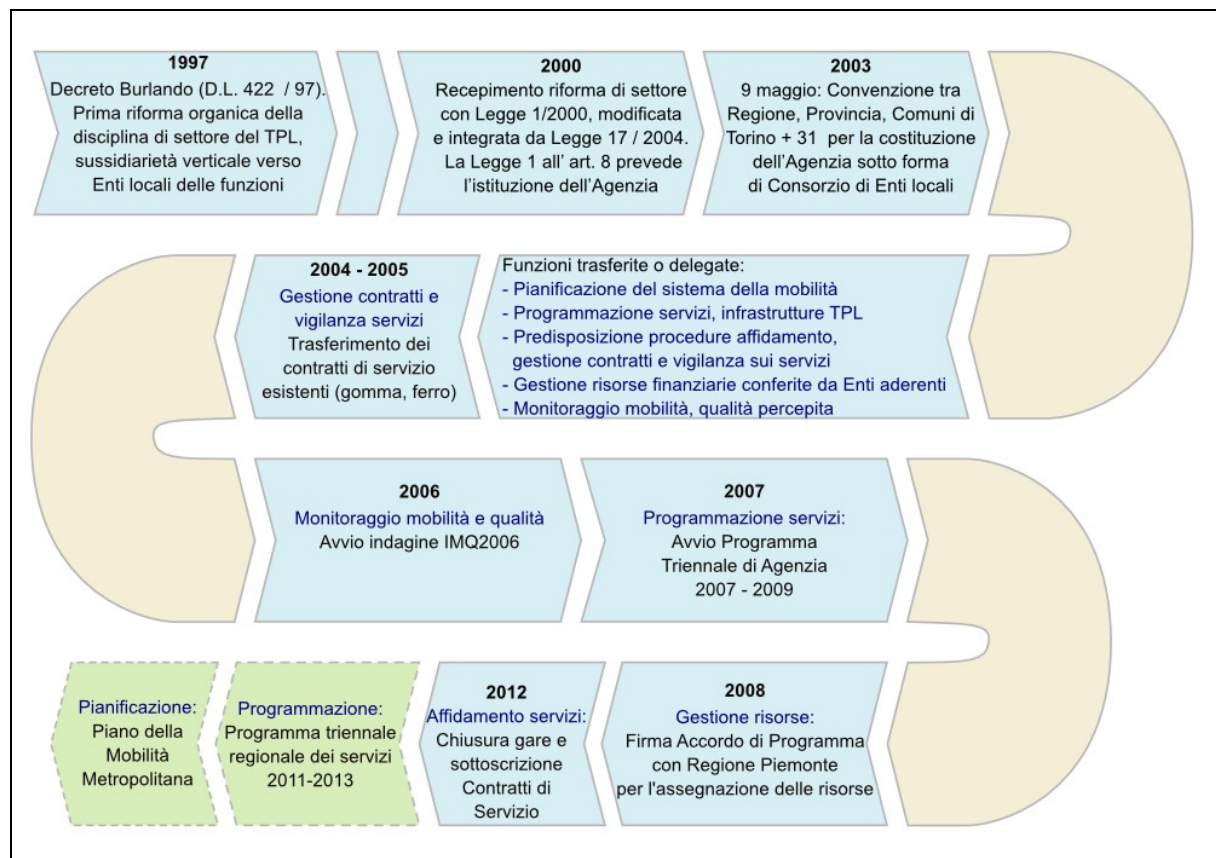 1997
Decreto Burlando (D.L. 422 / 97).
Prima riforma organica della
disciplina di settore del TPL,
sussidiarietà verticale verso
Enti locali delle funzioni
2000
Recepimento riforma di settore
con Legge 1/2000, modificata
e integrata da Legge 17 / 2004.
La Legge 1 all' art. 8 prevede
l'istituzione dell'Agenzia
2003
9 maggio: Convenzione tra
Regione, Provincia, Comuni di
Torino + 31 per la costituzione
dell'Agenzia sotto forma
di Consorzio di Enti locali
Funzioni trasferite o delegate:
- Pianificazione del sistema della mobilità
- Programmazione servizi, infrastrutture TPL
- Predisposizione procedure affidamento,
gestione contratti e vigilanza sui servizi
- Gestione risorse finanziarie conferite da Enti aderenti
- Monitoraggio mobilità, qualità percepita
2004 - 2005
Gestione contratti e
vigilanza servizi
Trasferimento dei
contratti di servizio
esistenti (gomma, ferro)
2006
Monitoraggio mobilità e qualità
Avvio indagine IMQ2006
2007
Programmazione servizi:
Avvio Programma
Triennale di Agenzia
2007 - 2009
2008
Gestione risorse:
Firma Accordo di Programma
con Regione Piemonte
per l'assegnazione delle risorse
2012
Affidamento servizi:
Chiusura gare e
sottoscrizione
Contratti di
Servizio
Programmazione:
Programma triennale
regionale dei servizi
2011-2013
Pianificazione:
Piano della
Mobilità
Metropolitana